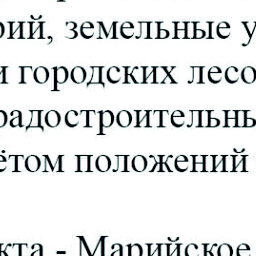 рий, земельные у
и городских лесо
радостроительны
ётом положений й
кта - Марийское